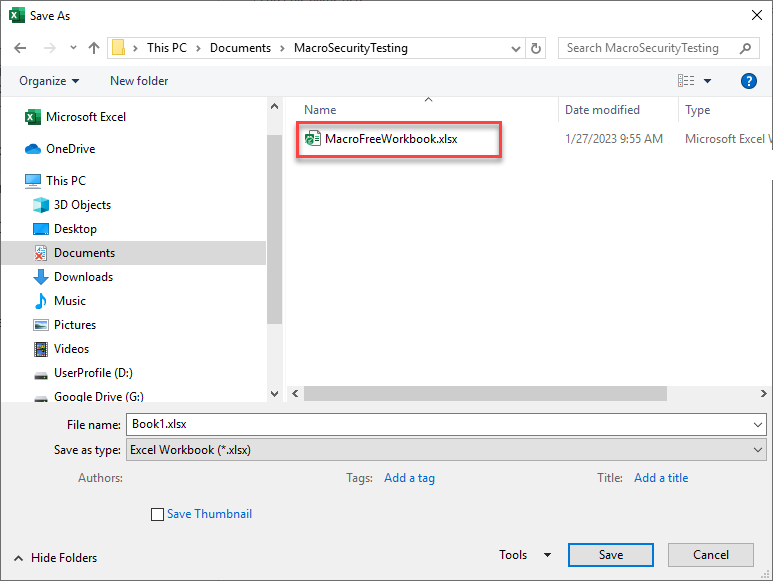 Save As
This PC > Documents > MacroSecurityTesting
Search MacroSecurityTesting
Organize
New folder
?
Name
Date modified
Type
Microsoft Excel
OneDrive
This PC
3D Objects
Desktop
Documents
Downloads
Music
Pictures
Videos
UserProfile (D:)
Google Drive (G:)
MacroFreeWorkbook.xlsx
1/27/2023 9:55 AM
Microsoft Excel W
File name:
Book1.xlsx
Save as type:
Excel Workbook (*.xlsx)
Authors:
Tags:
Add a tag
Title:
Add a title
Save Thumbnail
Hide Folders
Tools
Save
Cancel